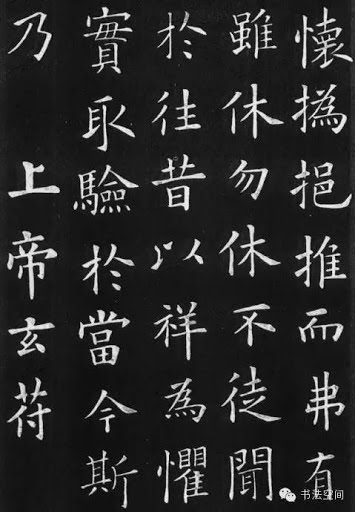 懷撝挹推而弗有
雖休勿休不徒聞
於往昔以祥為懼
實取驗於當今斯
乃 上帝玄符
书法空间